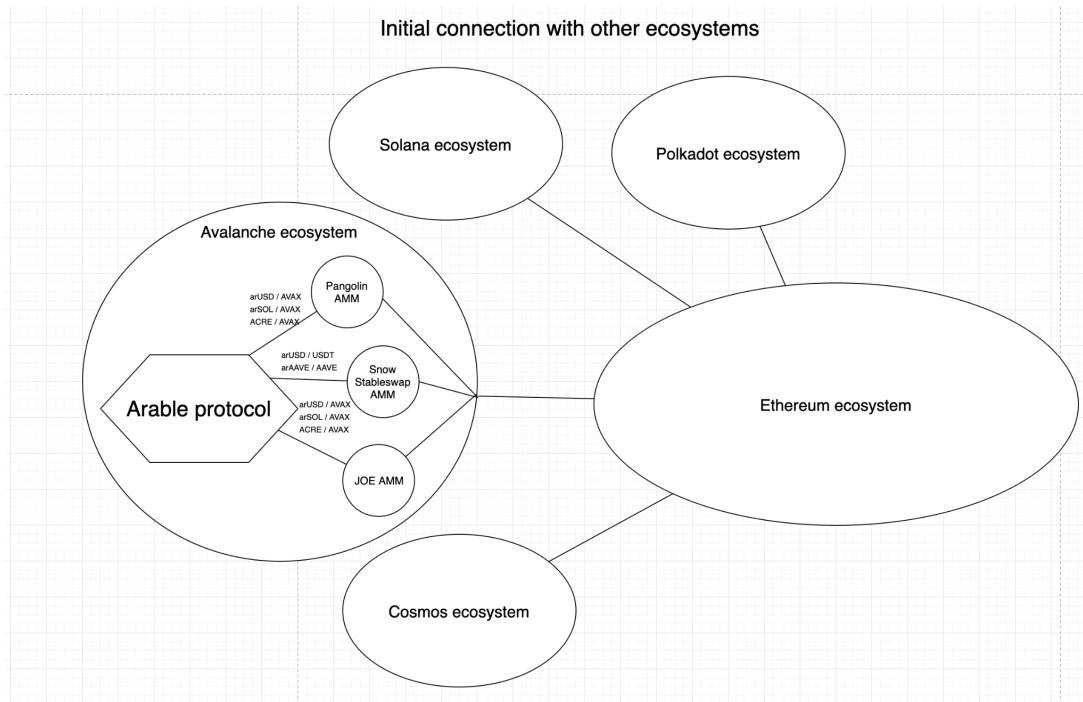 Initial connection with other ecosystems
Solana ecosystem
Polkadot ecosystem
Avalanche ecosystem
Pangolin
AMM
arUSD / AVAX
arSOL / AVAX
ACRE / AVAX
arUSD / USDT
arAAVE / AAVE
Snow
Stableswap
AMM
Arable protocol
arUSD / AVAX
arSOL / AVAX
ACRE / AVAX
JOE AMM
Ethereum ecosystem
Cosmos ecosystem